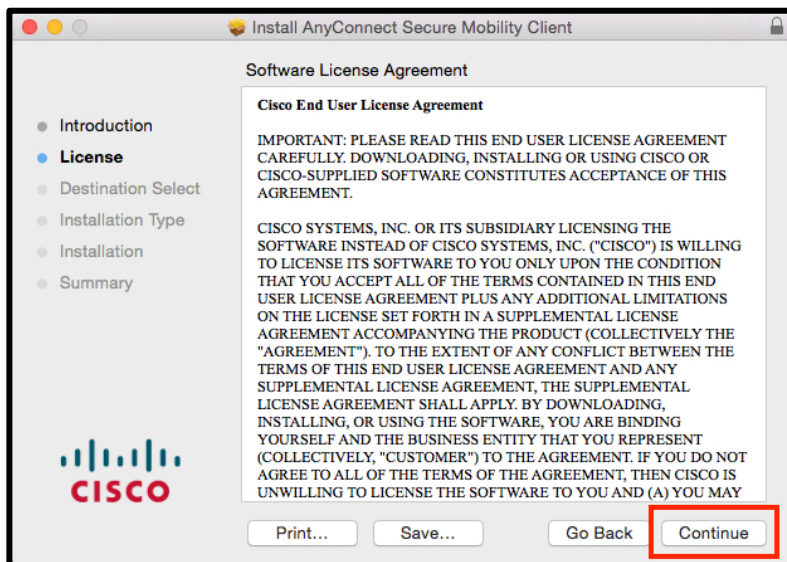 Install AnyConnect Secure Mobility Client
Software License Agreement
Introduction
License
Destination Select
Installation Type
Installation
Summary
Cisco End User License Agreement
IMPORTANT: PLEASE READ THIS END USER LICENSE AGREEMENT
CAREFULLY. DOWNLOADING, INSTALLING OR USING CISCO OR
CISCO-SUPPLIED SOFTWARE CONSTITUTES ACCEPTANCE OF THIS
AGREEMENT.
CISCO SYSTEMS, INC. OR ITS SUBSIDIARY LICENSING THE
SOFTWARE INSTEAD OF CISCO SYSTEMS, INC. ("CISCO") IS WILLING
TO LICENSE ITS SOFTWARE TO YOU ONLY UPON THE CONDITION
THAT YOU ACCEPT ALL OF THE TERMS CONTAINED IN THIS END
USER LICENSE AGREEMENT PLUS ANY ADDITIONAL LIMITATIONS
ON THE LICENSE SET FORTH IN A SUPPLEMENTAL LICENSE
AGREEMENT ACCOMPANYING THE PRODUCT (COLLECTIVELY THE
"AGREEMENT"). TO THE EXTENT OF ANY CONFLICT BETWEEN THE
TERMS OF THIS END USER LICENSE AGREEMENT AND ANY
SUPPLEMENTAL LICENSE AGREEMENT, THE SUPPLEMENTAL
LICENSE AGREEMENT SHALL APPLY. BY DOWNLOADING,
INSTALLING, OR USING THE SOFTWARE, YOU ARE BINDING
YOURSELF AND THE BUSINESS ENTITY THAT YOU REPRESENT
(COLLECTIVELY, "CUSTOMER") TO THE AGREEMENT. IF YOU DO NOT
AGREE TO ALL OF THE TERMS OF THE AGREEMENT, THEN CISCO IS
UNWILLING TO LICENSE THE SOFTWARE TO YOU AND (A) YOU MAY
CISCO
Print...
Save...
Go Back
Continue